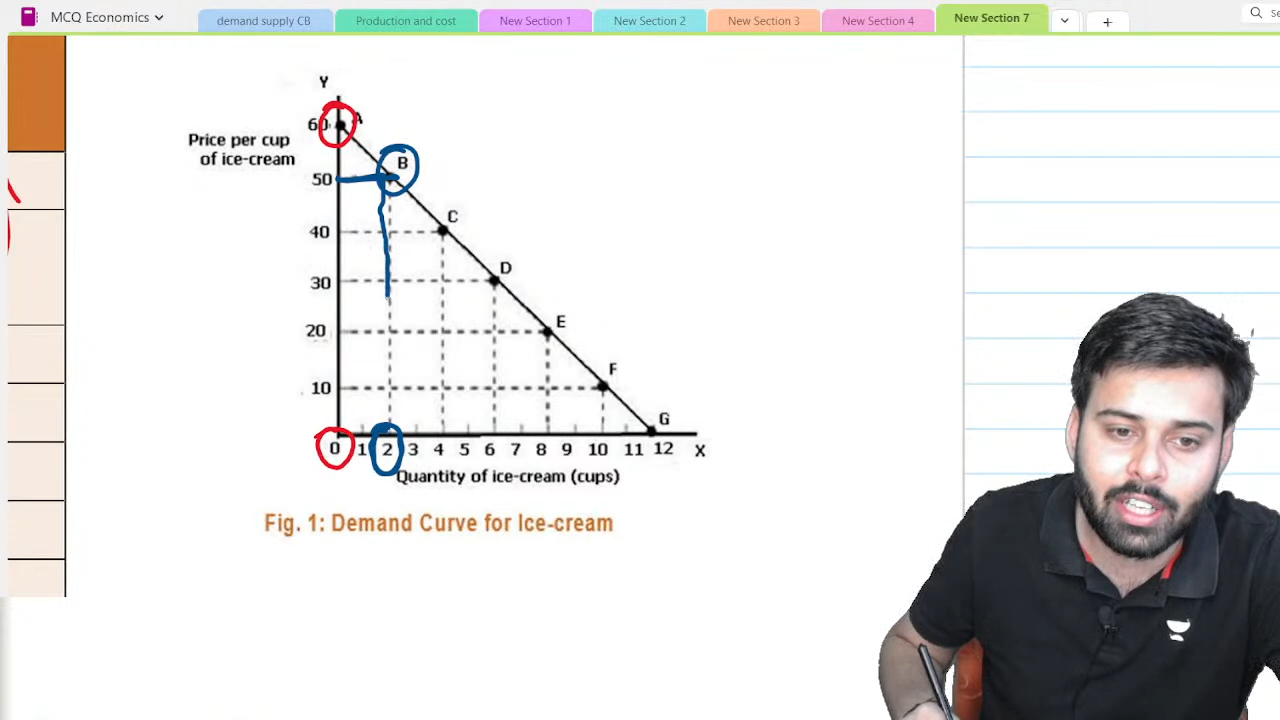 MCQ Economics
demand supply CB
Production and cost
New Section 1
New Section 2
New Section 3
New Section 4
New Section 7
+
Y
60 A
Price per cup
of ice-cream
50 B
40 C
30 D
20 E
10 F
G
0 1 2 3 4 5 6 7 8 9 10 11 12 X
Quantity of ice-cream (cups)
Fig. 1: Demand Curve for Ice-cream